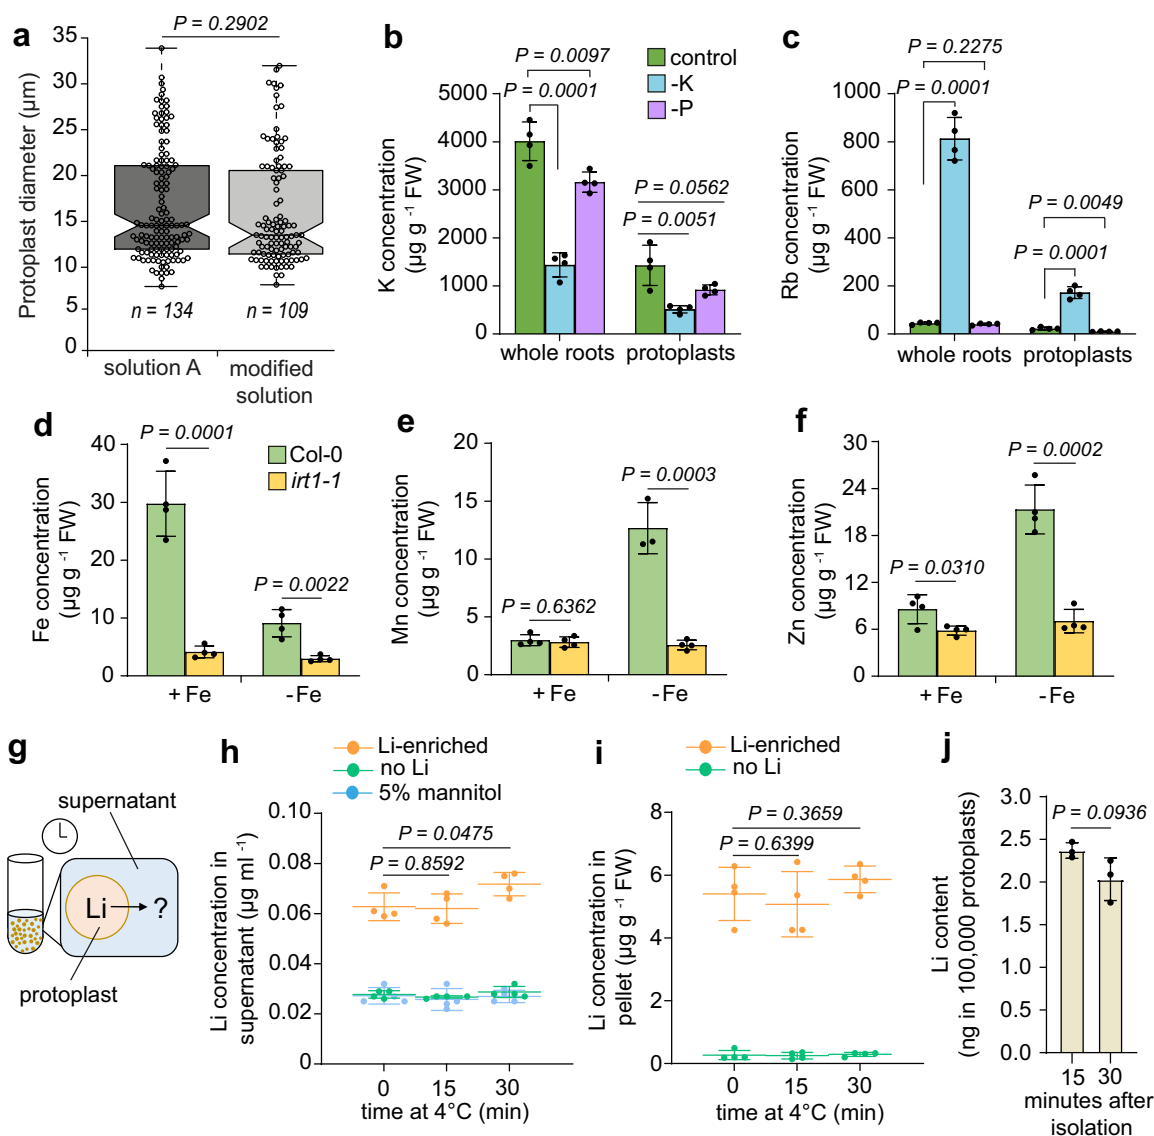 a
P = 0.2902
Protoplast diameter (µm)
35
30
25
20
15
10
5
0
n = 134
n = 109
solution A
modified
solution
b
control
-K
-P
P = 0.0097
P = 0.0001
K concentration
(µg g -1 FW)
5000
4000
3000
2000
1000
0
P = 0.0562
P = 0.0051
whole roots
protoplasts
c
P = 0.2275
P = 0.0001
Rb concentration
(µg g -1 FW)
1000
800
600
400
200
0
P = 0.0049
P = 0.0001
whole roots
protoplasts
d
P = 0.0001
Col-0
irt1-1
Fe concentration
(µg g -1 FW)
40
30
20
10
0
P = 0.0022
+ Fe
- Fe
e
Mn concentration
(µg g -1 FW)
20
15
10
5
0
P = 0.0003
P = 0.6362
+ Fe
- Fe
f
Zn concentration
(µg g -1 FW)
30
24
18
12
6
0
P = 0.0002
P = 0.0310
+ Fe
- Fe
g
supernatant
Li
?
protoplast
h
Li-enriched
no Li
5% mannitol
Li concentration in
supernatant (µg ml -1)
0.10
0.08
0.06
0.04
0.02
0
P = 0.0475
P = 0.8592
0
15
30
time at 4°C (min)
i
Li-enriched
no Li
Li concentration in
pellet (µg g -1 FW)
8
6
4
2
0
P = 0.3659
P = 0.6399
0
15
30
time at 4°C (min)
j
Li content
(ng in 100,000 protoplasts)
3.0
2.5
2.0
1.5
1.0
0.5
0.0
P = 0.0936
15
30
minutes after
isolation